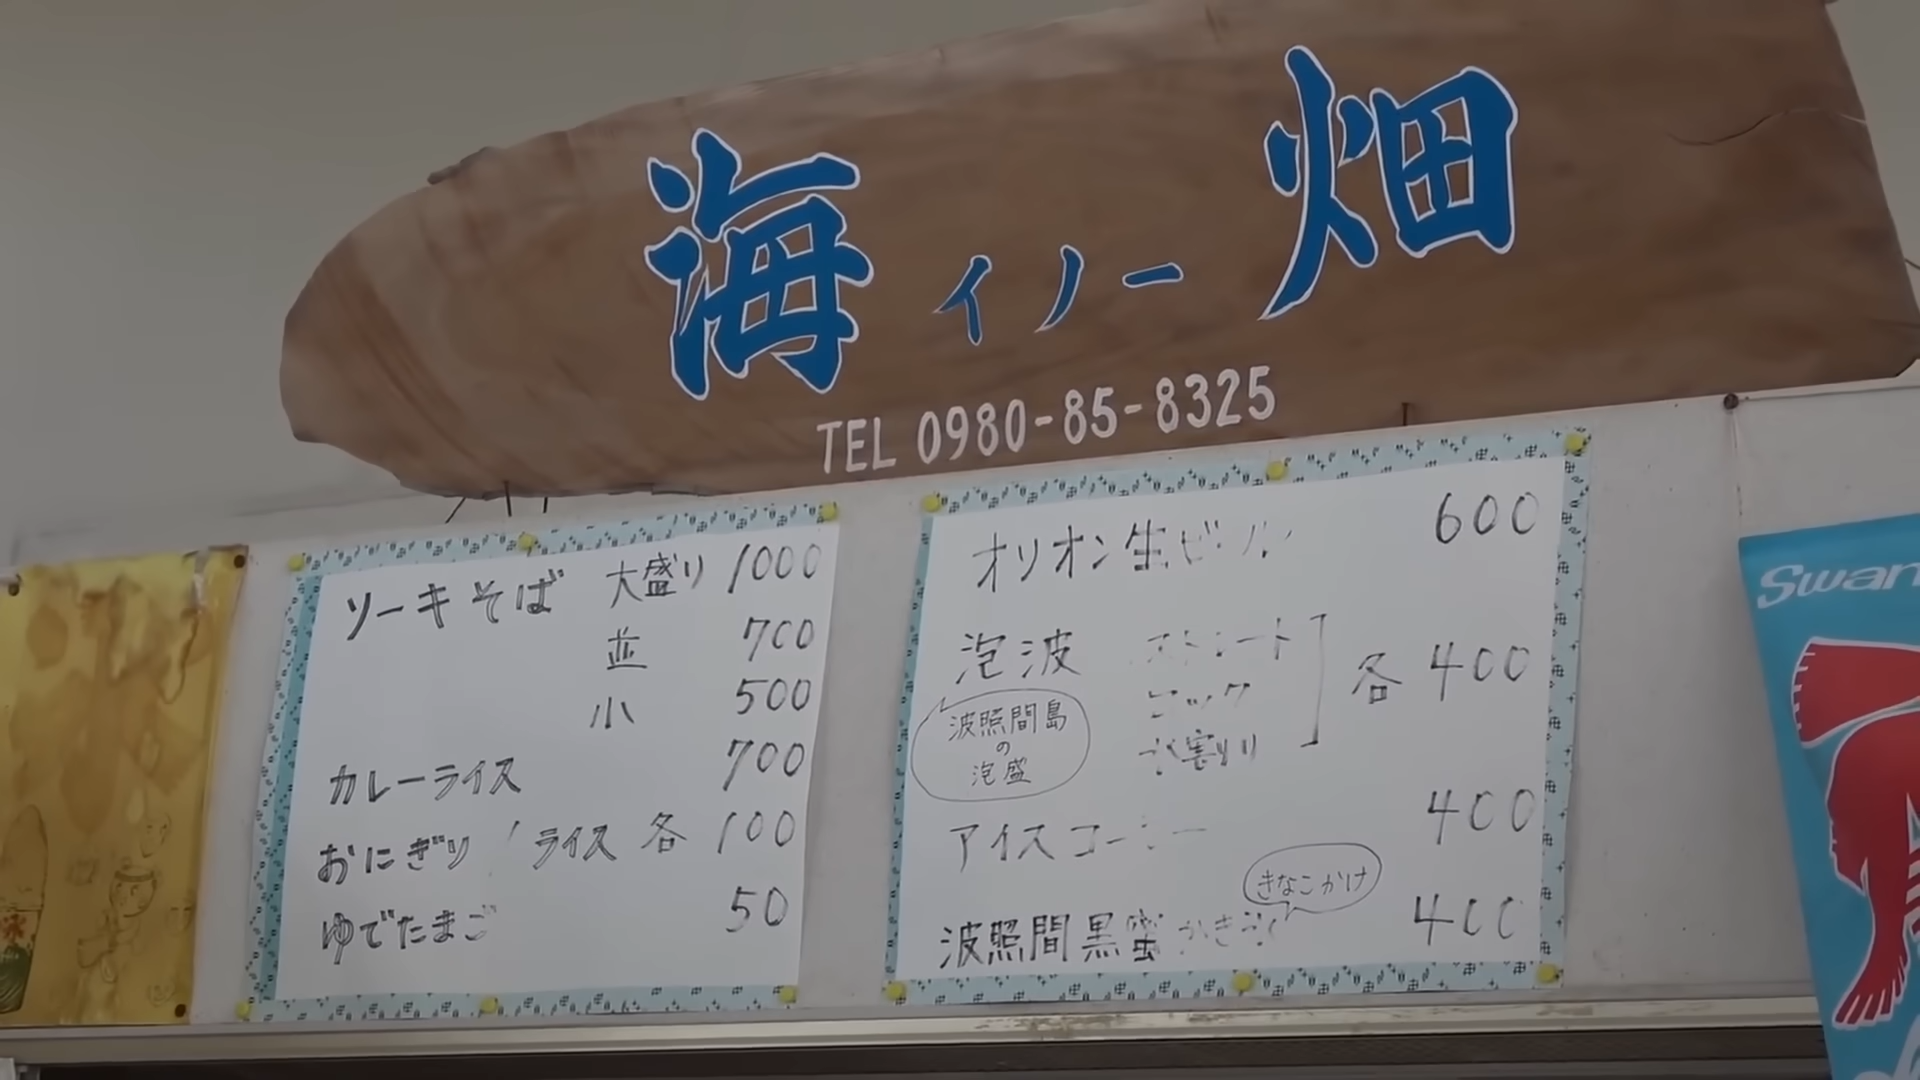 海 イノー 畑
TEL 0980-85-8325
ソーキそば 大盛り 1000
並 700
小 500
カレーライス 700
おにぎり / ライス 各 100
ゆでたまご 50
オリオン生ビール 600
泡波 ストレート
ロック
水割り
各 400
波照間島
の
泡盛
アイスコーヒー 400
きなこかけ
波照間黒蜜かき氷 400
Swan